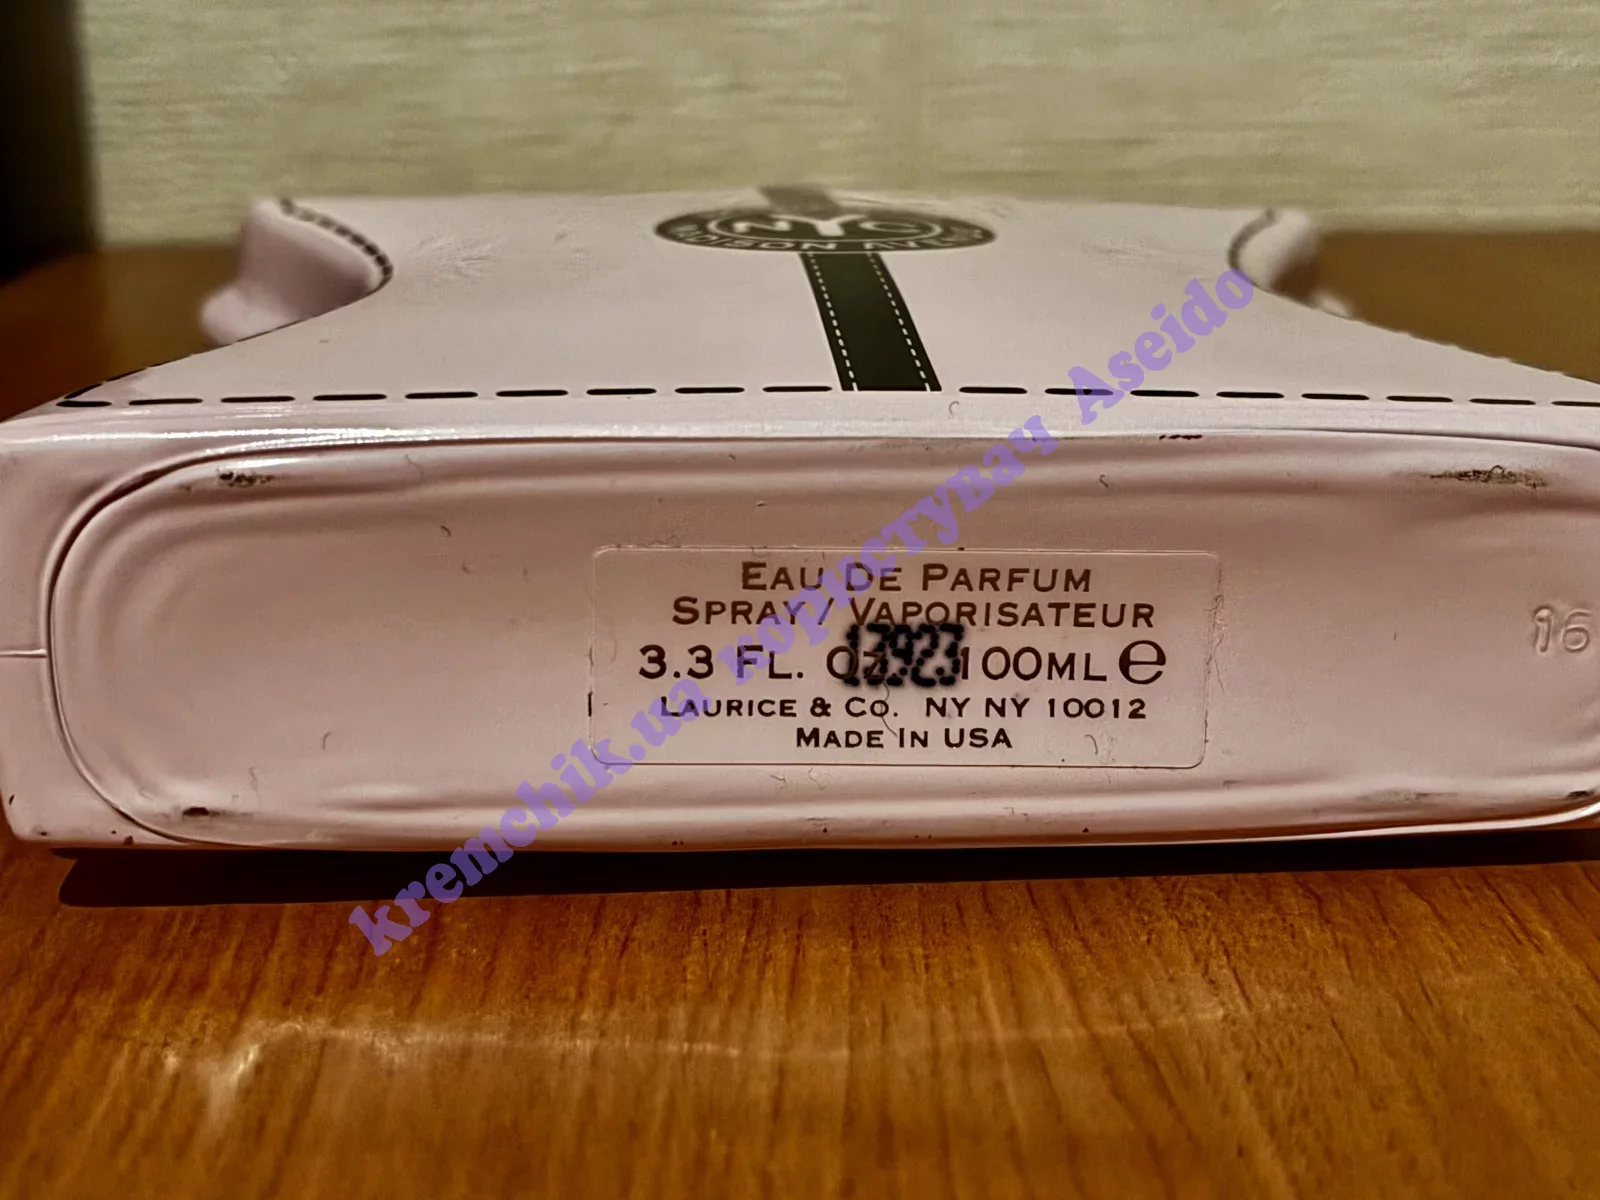 NYC
MADISON AVENUE
EAU DE PARFUM
SPRAY / VAPORISATEUR
3.3 FL. OZ. 100ML e
LAURICE & CO. NY NY 10012
MADE IN USA
16
kremchik.ua користувач Aseido